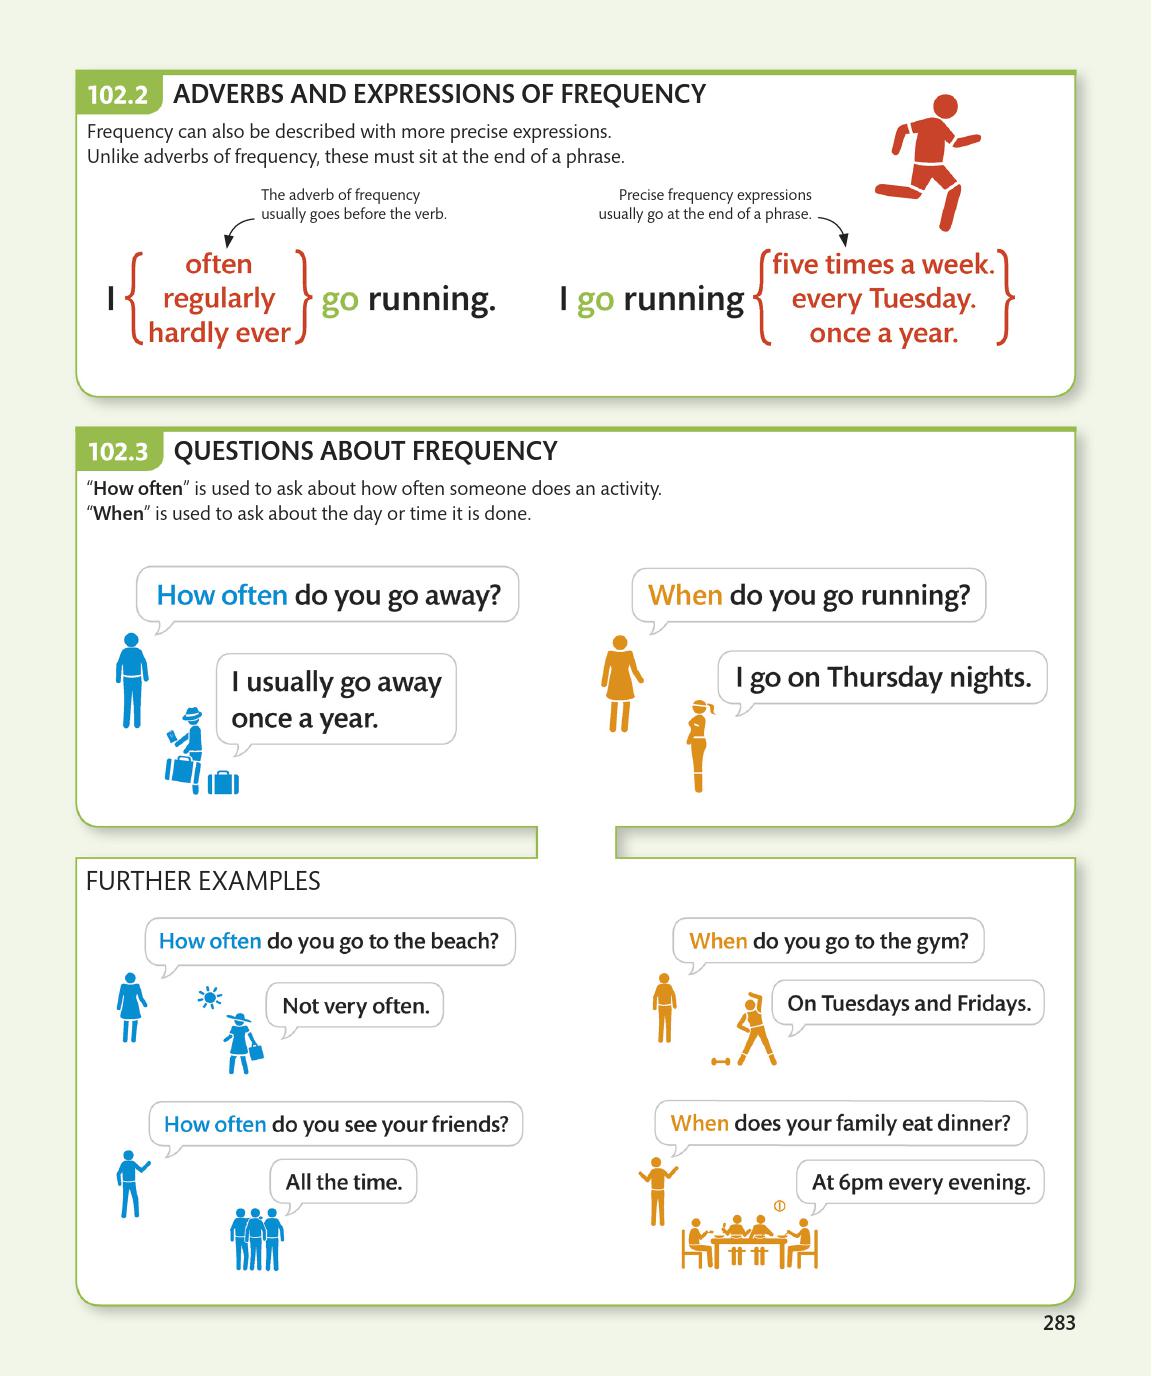 102.2 ADVERBS AND EXPRESSIONS OF FREQUENCY
Frequency can also be described with more precise expressions.
Unlike adverbs of frequency, these must sit at the end of a phrase.
The adverb of frequency
usually goes before the verb.
I { often
regularly
hardly ever } go running.
Precise frequency expressions
usually go at the end of a phrase.
I go running { five times a week.
every Tuesday.
once a year. }
102.3 QUESTIONS ABOUT FREQUENCY
“How often” is used to ask about how often someone does an activity.
“When” is used to ask about the day or time it is done.
How often do you go away?
I usually go away
once a year.
When do you go running?
I go on Thursday nights.
FURTHER EXAMPLES
How often do you go to the beach?
Not very often.
When do you go to the gym?
On Tuesdays and Fridays.
How often do you see your friends?
All the time.
When does your family eat dinner?
At 6pm every evening.
283